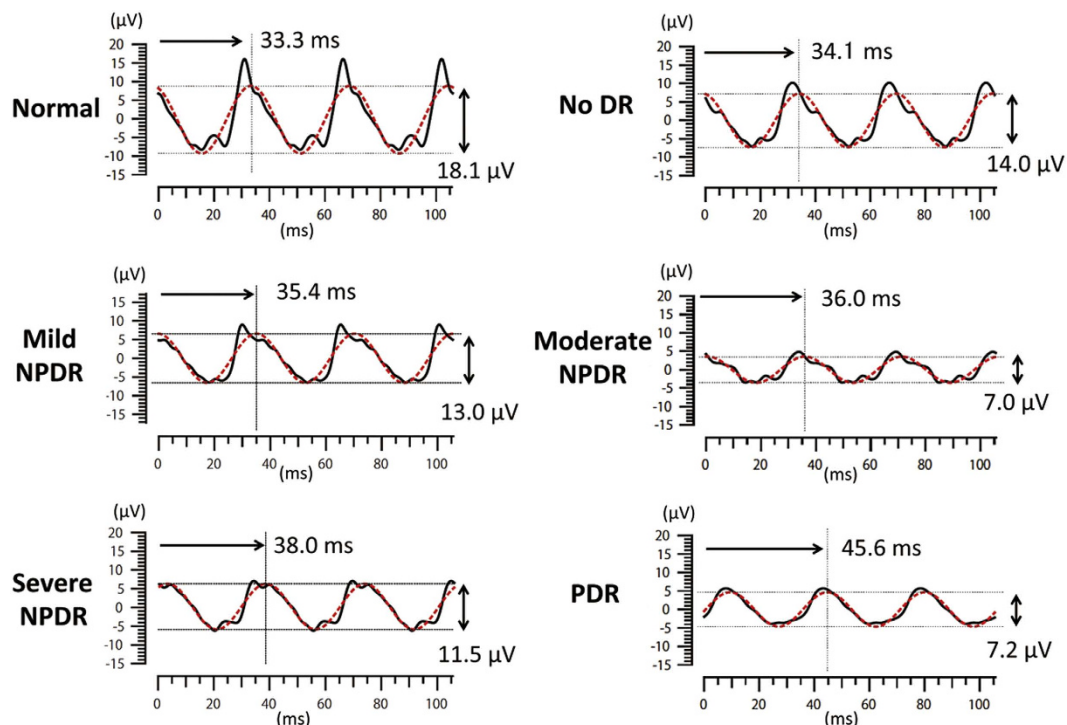 (μV)
20
15
10
5
0
-5
-10
-15
33.3 ms
Normal
18.1 μV
0 20 40 60 80 100
(ms)
(μV)
20
15
10
5
0
-5
-10
-15
34.1 ms
No DR
14.0 μV
0 20 40 60 80 100
(ms)
(μV)
15
10
5
0
-5
-10
-15
35.4 ms
Mild
NPDR
13.0 μV
0 20 40 60 80 100
(ms)
(μV)
20
15
10
5
0
-5
-10
-15
36.0 ms
Moderate
NPDR
7.0 μV
0 20 40 60 80 100
(ms)
(μV)
20
15
10
5
0
-5
-10
-15
38.0 ms
Severe
NPDR
11.5 μV
0 20 40 60 80 100
(ms)
(μV)
20
15
10
5
0
-5
-10
-15
45.6 ms
PDR
7.2 μV
0 20 40 60 80 100
(ms)